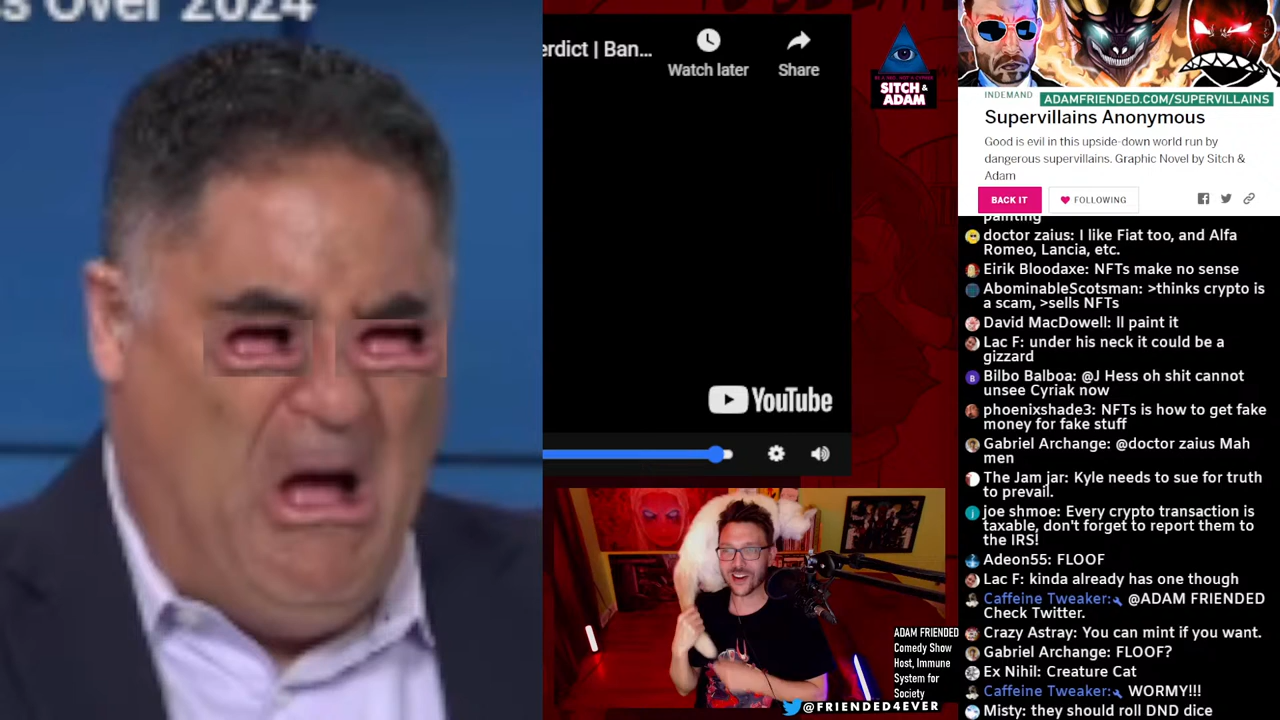 s Over 2024
erdict | Ban...
Watch later
Share
SITCH &
ADAM
YouTube
ADAM FRIENDED
Comedy Show
Host, Immune
System for
Society
@FRIENDED4EVER
INDEMAND
ADAMFRIENDED.COM/SUPERVILLAINS
Supervillains Anonymous
Good is evil in this upside-down world run by
dangerous supervillains. Graphic Novel by Sitch &
Adam
BACK IT
FOLLOWING
painting
doctor zaius: I like Fiat too, and Alfa
Romeo, Lancia, etc.
Eirik Bloodaxe: NFTs make no sense
AbominableScotsman: >thinks crypto is
a scam, >sells NFTs
David MacDowell: ll paint it
Lac F: under his neck it could be a
gizzard
B
Bilbo Balboa: @J Hess oh shit cannot
unsee Cyriak now
phoenixshade3: NFTs is how to get fake
money for fake stuff
Gabriel Archange: @doctor zaius Mah
men
The Jam jar: Kyle needs to sue for truth
to prevail.
j
joe shmoe: Every crypto transaction is
taxable, don't forget to report them to
the IRS!
Adeon55: FLOOF
Lac F: kinda already has one though
Caffeine Tweaker: @ADAM FRIENDED
Check Twitter.
Crazy Astray: You can mint if you want.
Gabriel Archange: FLOOF?
Ex Nihil: Creature Cat
Caffeine Tweaker: WORMY!!!
Misty: they should roll DND dice